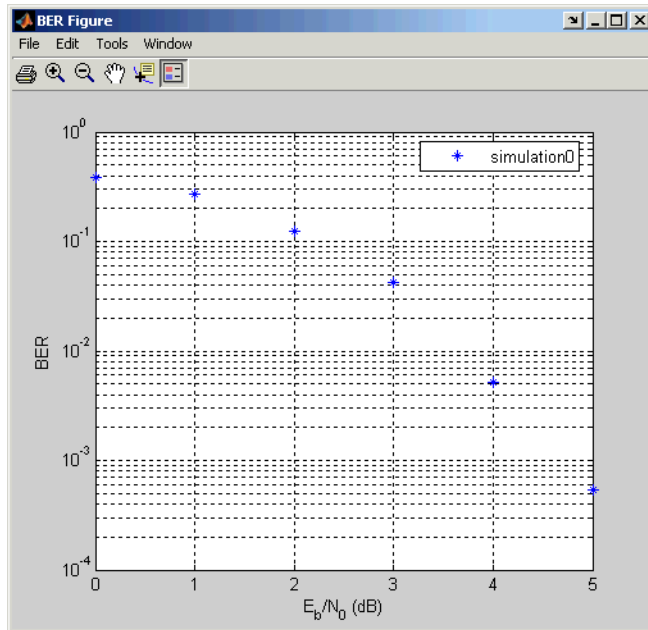 BER Figure
File Edit Tools Window
simulation0
10^0
10^-1
10^-2
10^-3
10^-4
BER
0 1 2 3 4 5
E_b/N_0 (dB)